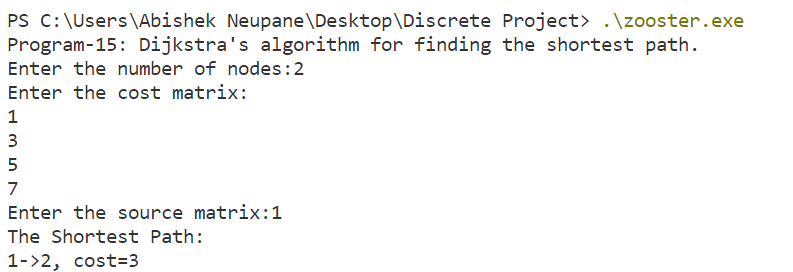 PS C:\Users\Abishek Neupane\Desktop\Discrete Project> .\zooster.exe
Program-15: Dijkstra's algorithm for finding the shortest path.
Enter the number of nodes:2
Enter the cost matrix:
1
3
5
7
Enter the source matrix:1
The Shortest Path:
1->2, cost=3